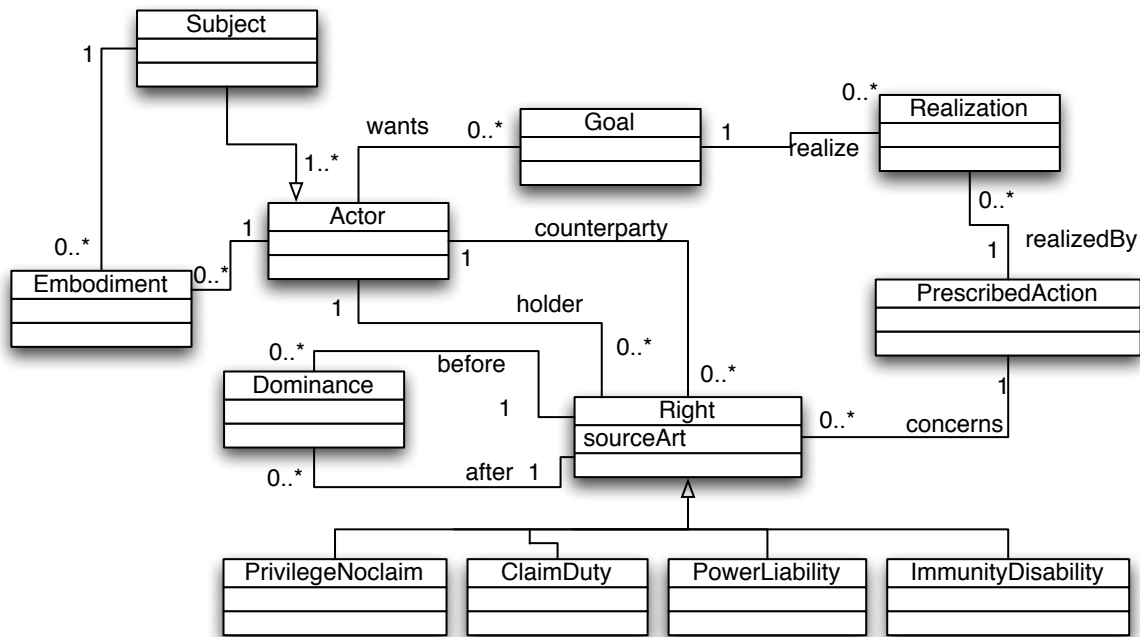 Subject
1
0..*
Realization
Goal
wants
0..*
1
realize
1..*
0..*
Actor
1
counterparty
1
realizedBy
0..*
0..*
1
Embodiment
PrescribedAction
holder
1
0..*
before
0..*
0..*
Dominance
1
1
Right
0..*
concerns
sourceArt
0..*
after
1
PrivilegeNoclaim
ClaimDuty
PowerLiability
ImmunityDisability